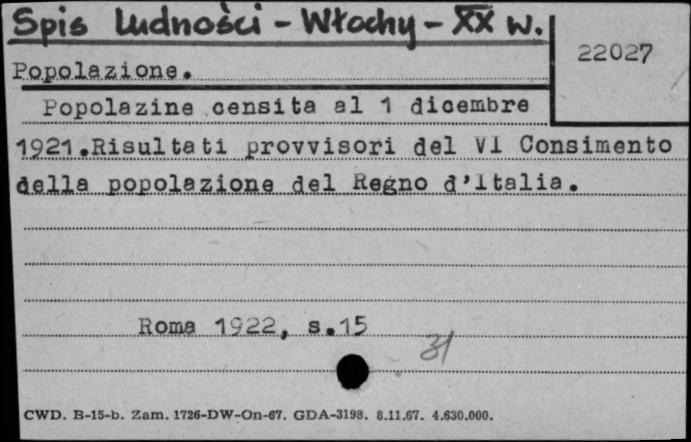 Spis Ludności - Włochy - XX w.
22027
Popolazione.
Popolazine censita al 1 dicembre
1921.Risultati provvisori del VI Consimento
della popolazione del Regno d'Italia.
Roma 1922, s.15
31
CWD. B-15-b. Zam. 1726-DW-On-67. GDA-3198. 8.11.67. 4.630.000.